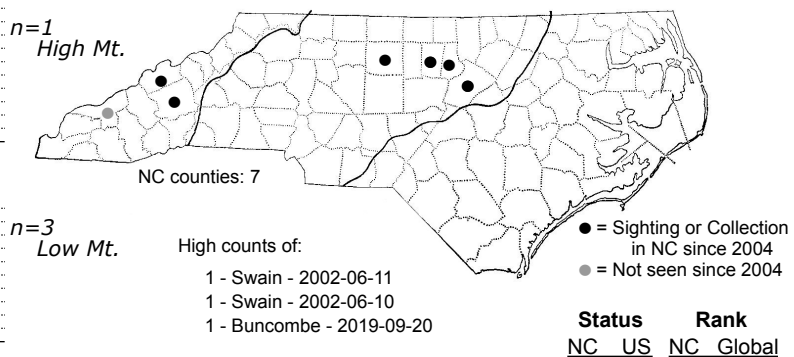 n=1
High Mt.
NC counties: 7
n=3
Low Mt.
High counts of:
1 - Swain - 2002-06-11
1 - Swain - 2002-06-10
1 - Buncombe - 2019-09-20
● = Sighting or Collection
in NC since 2004
● = Not seen since 2004
Status Rank
NC US NC Global